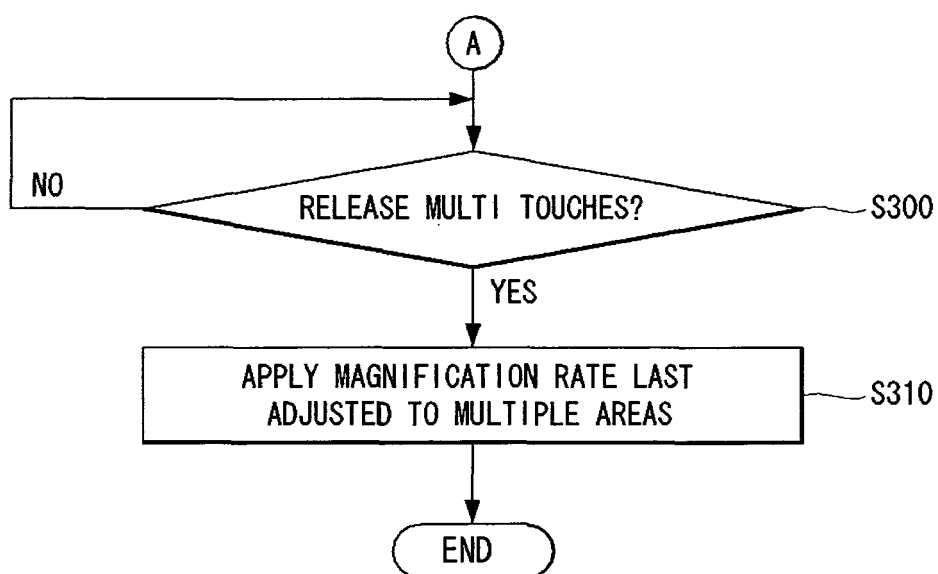 A
NO
RELEASE MULTI TOUCHES?
S300
YES
APPLY MAGNIFICATION RATE LAST
ADJUSTED TO MULTIPLE AREAS
S310
END